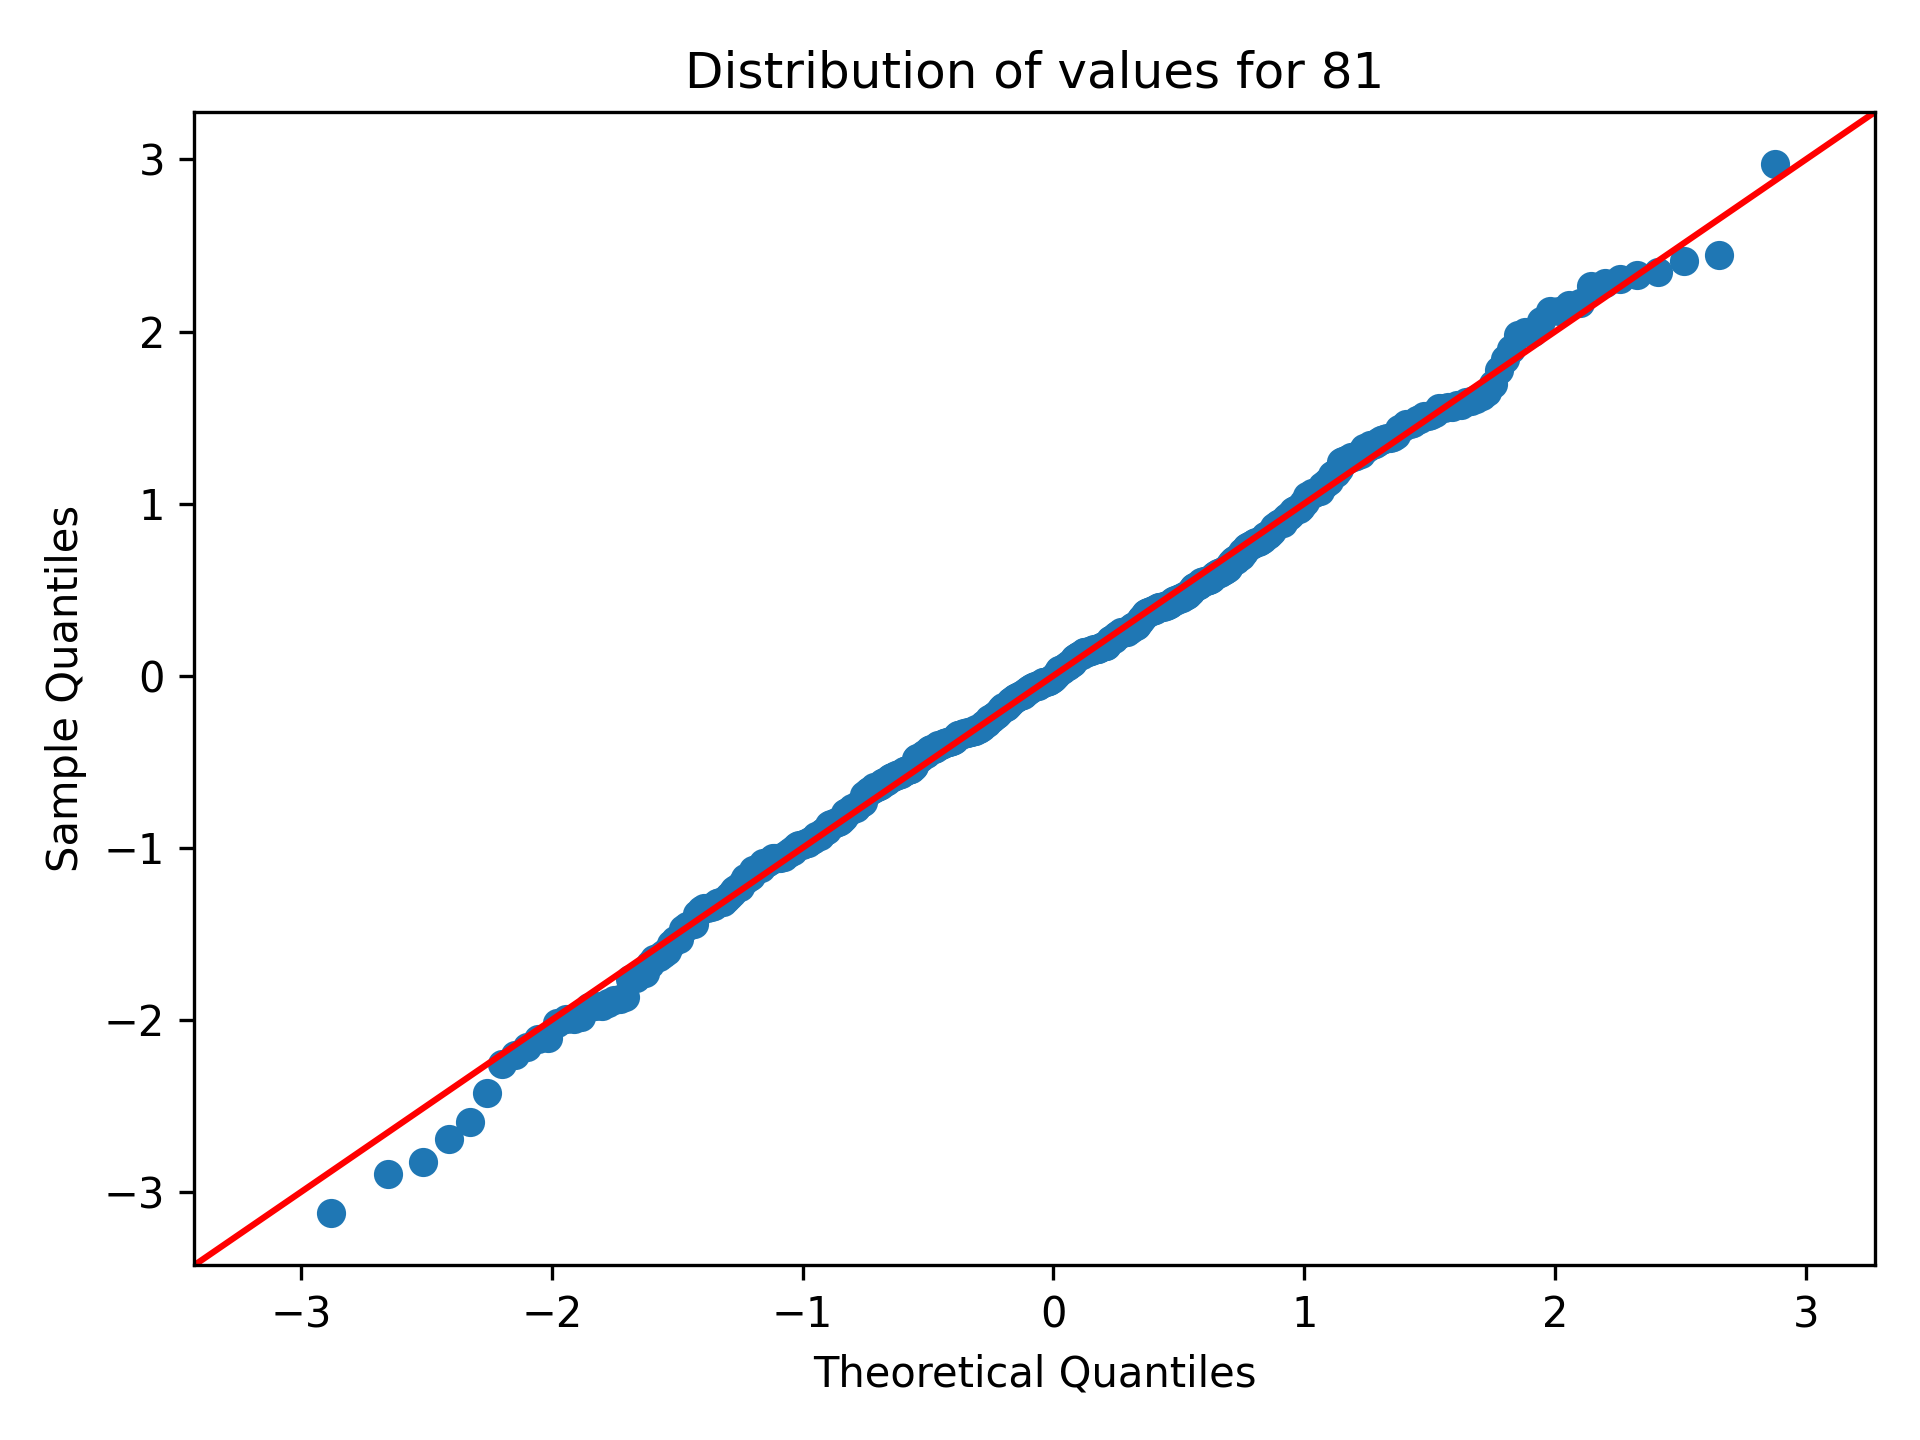 Distribution of values for 81
3
2
1
0
−1
−2
−3
Sample Quantiles
−3 −2 −1 0 1 2 3
Theoretical Quantiles